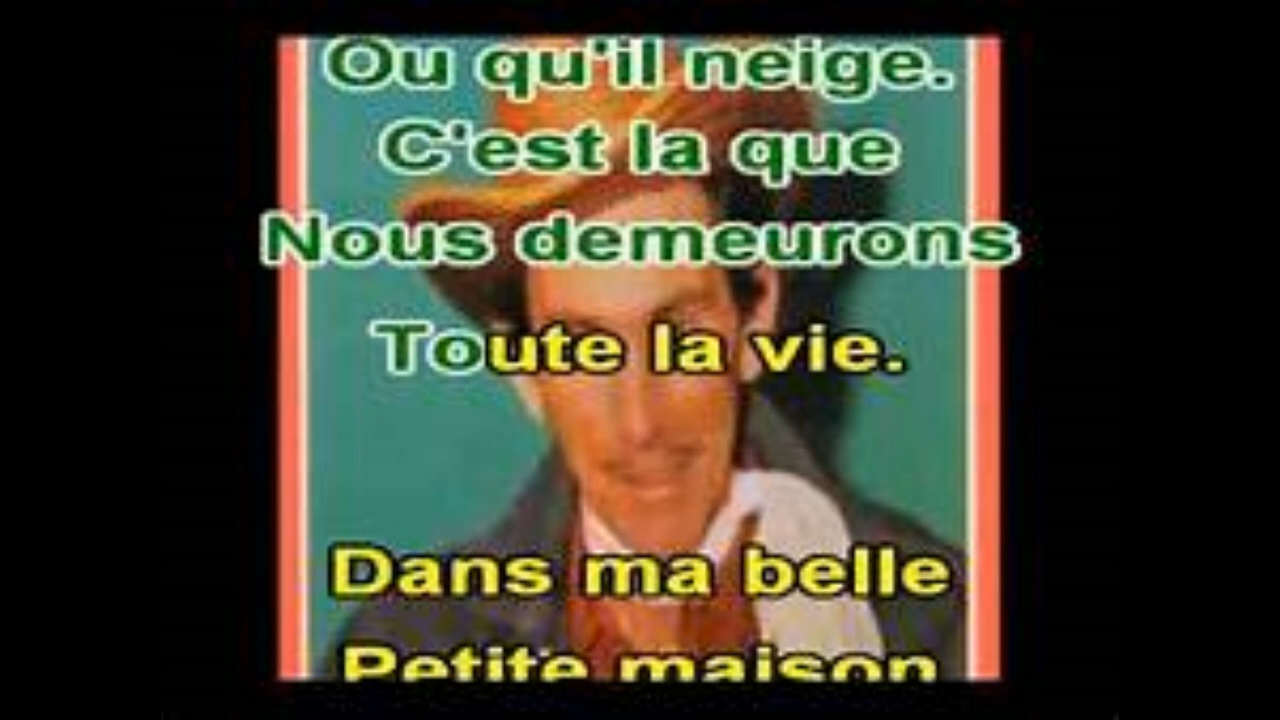 Ou qu'il neige.
C'est la que
Nous demeurons
Toute la vie.
Dans ma belle
Petite maison